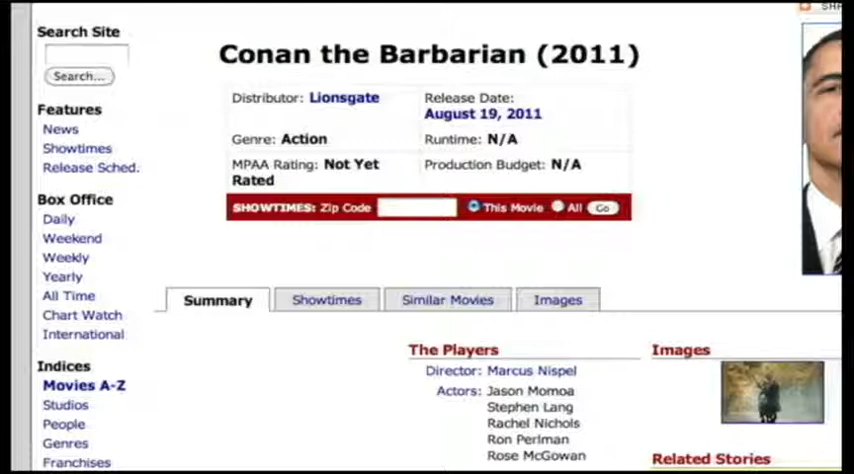 SHA
Search Site
Search...
Features
News
Showtimes
Release Sched.
Box Office
Daily
Weekend
Weekly
Yearly
All Time
Chart Watch
International
Indices
Movies A-Z
Studios
People
Genres
Franchises
Conan the Barbarian (2011)
Distributor: Lionsgate
Release Date:
August 19, 2011
Genre: Action
Runtime: N/A
MPAA Rating: Not Yet
Rated
Production Budget: N/A
SHOWTIMES: Zip Code This Movie All Go
Summary Showtimes Similar Movies Images
The Players
Director: Marcus Nispel
Actors: Jason Momoa
Stephen Lang
Rachel Nichols
Ron Perlman
Rose McGowan
Images
Related Stories